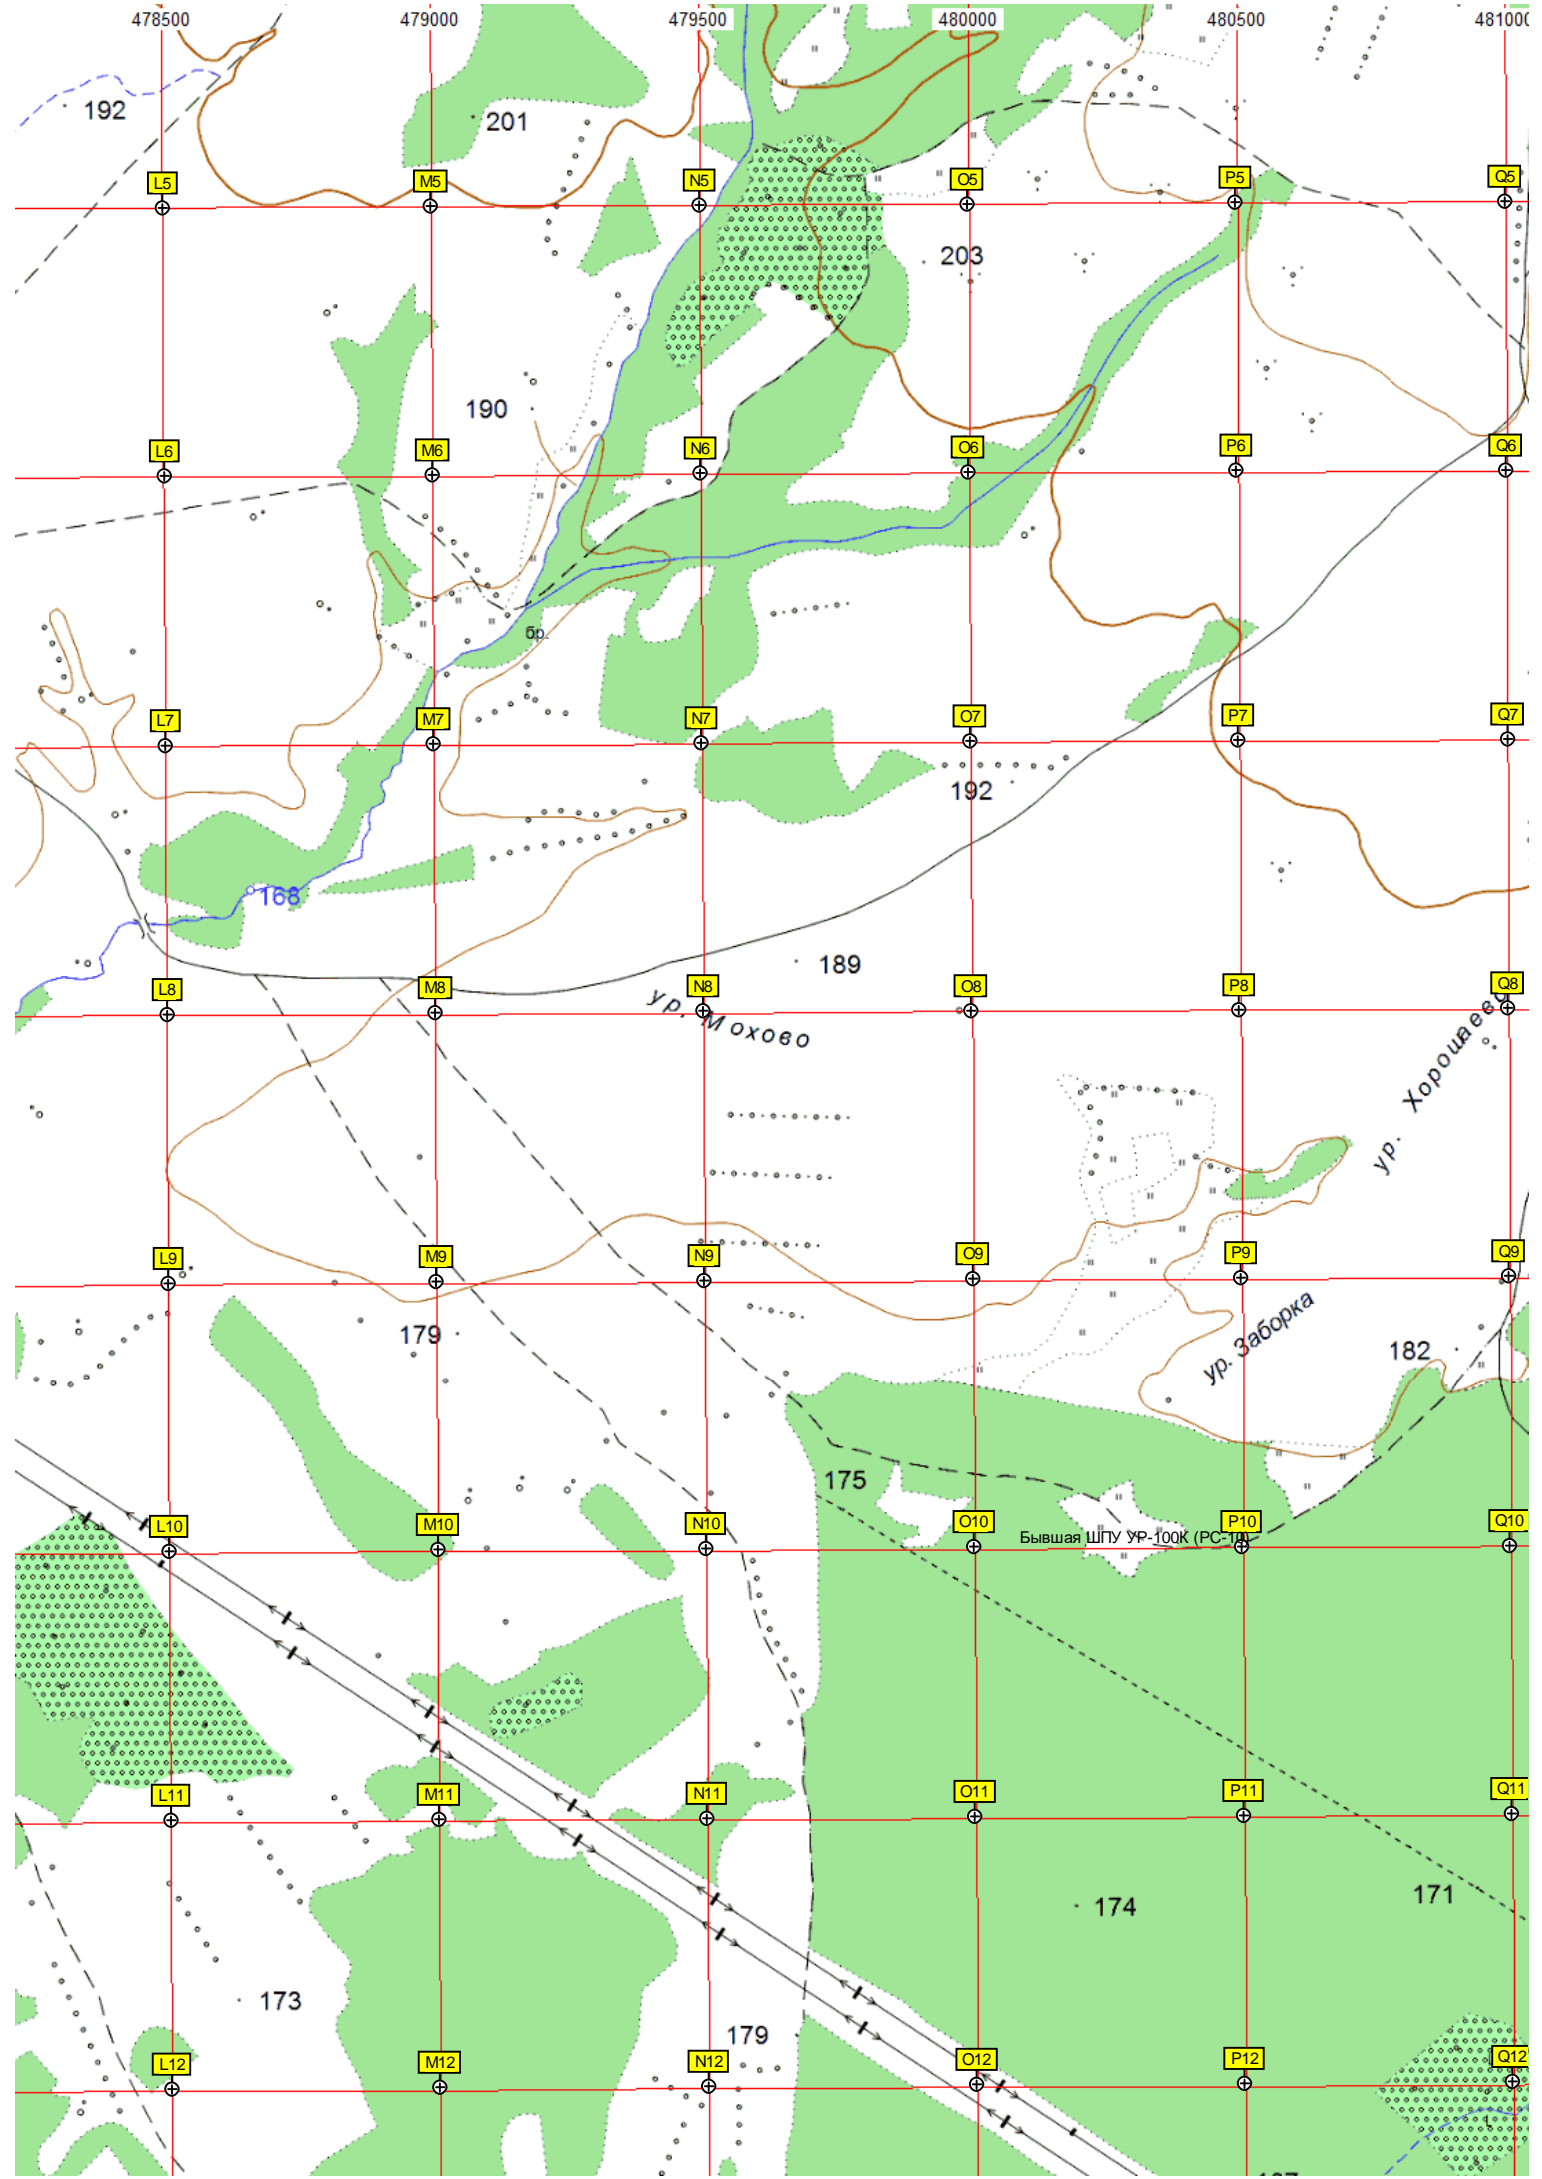 478500 479000 479500 480000 480500
192
201
L5 M5 N5 O5 P5 Q5
203
190
L6 M6 N6 O6 P6 Q6
бр.
L7 M7 N7 O7 P7 Q7
192
168
189
L8 M8 N8 O8 P8 Q8
ур. Мохово
ур. Хорошаево
L9 M9 N9 O9 P9 Q9
179
ур. Заборка
182
175
L10 M10 N10 O10 P10 Q10
Бывшая ШПУ УР-100К (РС-10)
L11 M11 N11 O11 P11 Q11
171
174
173
179
L12 M12 N12 O12 P12 Q12